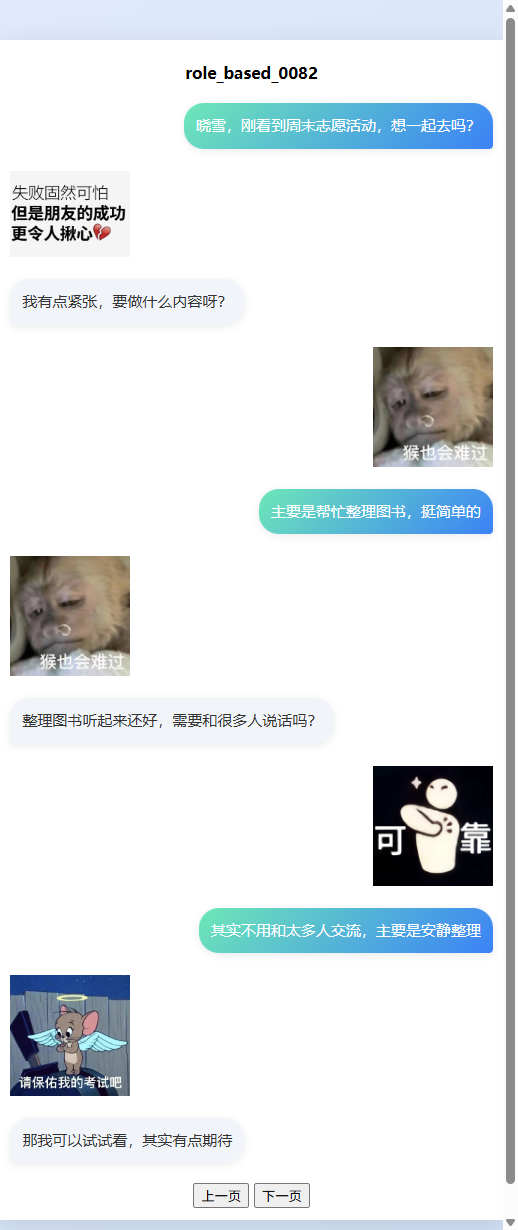 role_based_0082
晓雪，刚看到周末志愿活动，想一起去吗？
失败固然可怕
但是朋友的成功
更令人揪心💔
我有点紧张，要做什么内容呀？
猴也会难过
主要是帮忙整理图书，挺简单的
猴也会难过
整理图书听起来还好，需要和很多人说话吗？
可靠
其实不用和太多人交流，主要是安静整理
请保佑我的考试吧
那我可以试试看，其实有点期待
上一页 下一页